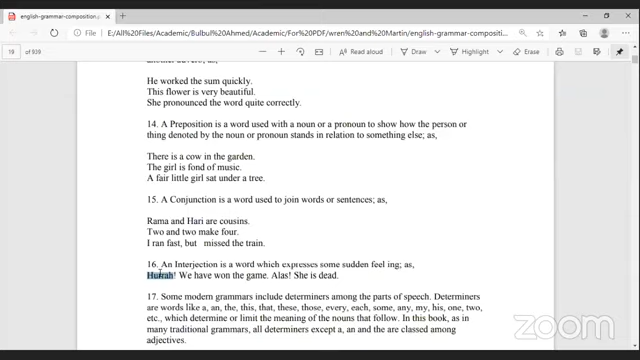 english-grammar-composition.p
E:/All/Files/Academic/Bulbul%20Ahmed/For%20PDF/wren%20and%20Martin/english-grammar-composition...
19 of 939
Read aloud
Draw
Highlight
Erase
He worked the sum quickly.
This flower is very beautiful.
She pronounced the word quite correctly.
14. A Preposition is a word used with a noun or a pronoun to show how the person or
thing denoted by the noun or pronoun stands in relation to something else; as,
There is a cow in the garden.
The girl is fond of music.
A fair little girl sat under a tree.
15. A Conjunction is a word used to join words or sentences; as,
Rama and Hari are cousins.
Two and two make four.
I ran fast, but missed the train.
16. An Interjection is a word which expresses some sudden feel ing; as,
Hurrah! We have won the game. Alas! She is dead.
17. Some modern grammars include determiners among the parts of speech. Determiners
are words like a, an, the, this, that, these, those, every, each, some, any, my, his, one, two,
etc., which determine or limit the meaning of the nouns that follow. In this book, as in
many traditional grammars, all determiners except a, an and the are classed among
adjectives.
zoom